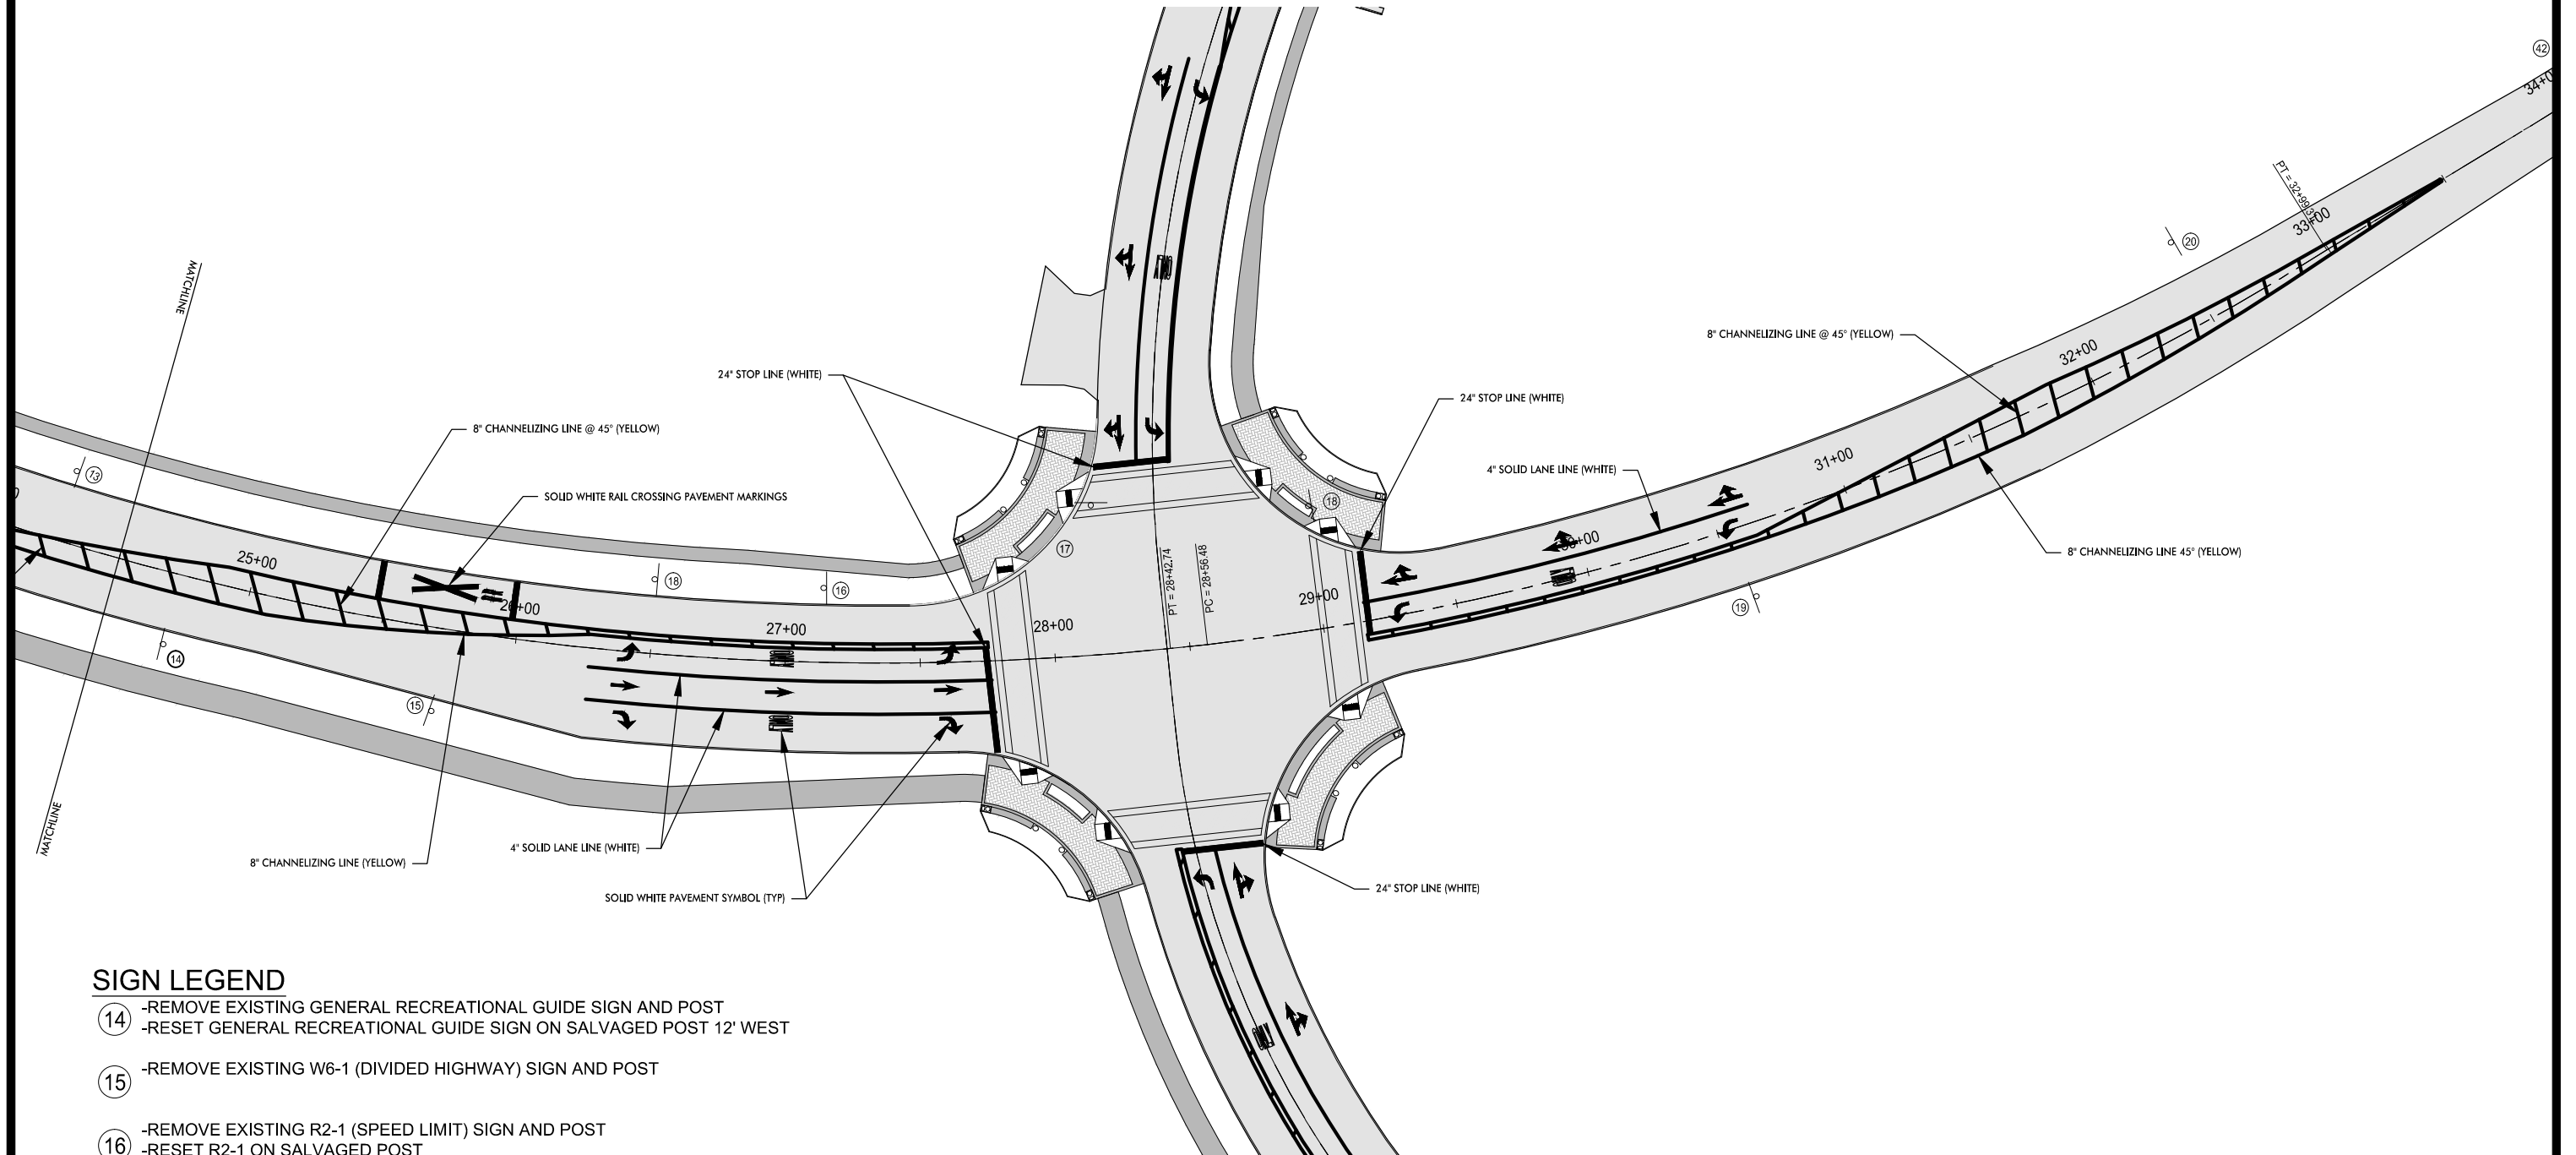 42
34+0
PT = 32+99.3
33+00
20
8" CHANNELIZING LINE @ 45° (YELLOW)
32+00
MATCHLINE
24" STOP LINE (WHITE)
24" STOP LINE (WHITE)
8" CHANNELIZING LINE @ 45° (YELLOW)
31+00
4" SOLID LANE LINE (WHITE)
13
SOLID WHITE RAIL CROSSING PAVEMENT MARKINGS
18
17
+00
8" CHANNELIZING LINE 45° (YELLOW)
25+00
18
16
PT = 28+42.74
PC = 28+56.48
29+00
19
26+00
27+00
28+00
14
15
MATCHLINE
4" SOLID LANE LINE (WHITE)
8" CHANNELIZING LINE (YELLOW)
SOLID WHITE PAVEMENT SYMBOL (TYP)
24" STOP LINE (WHITE)
SIGN LEGEND
14 -REMOVE EXISTING GENERAL RECREATIONAL GUIDE SIGN AND POST
-RESET GENERAL RECREATIONAL GUIDE SIGN ON SALVAGED POST 12' WEST
15 -REMOVE EXISTING W6-1 (DIVIDED HIGHWAY) SIGN AND POST
16 -REMOVE EXISTING R2-1 (SPEED LIMIT) SIGN AND POST
-RESET R2-1 ON SALVAGED POST